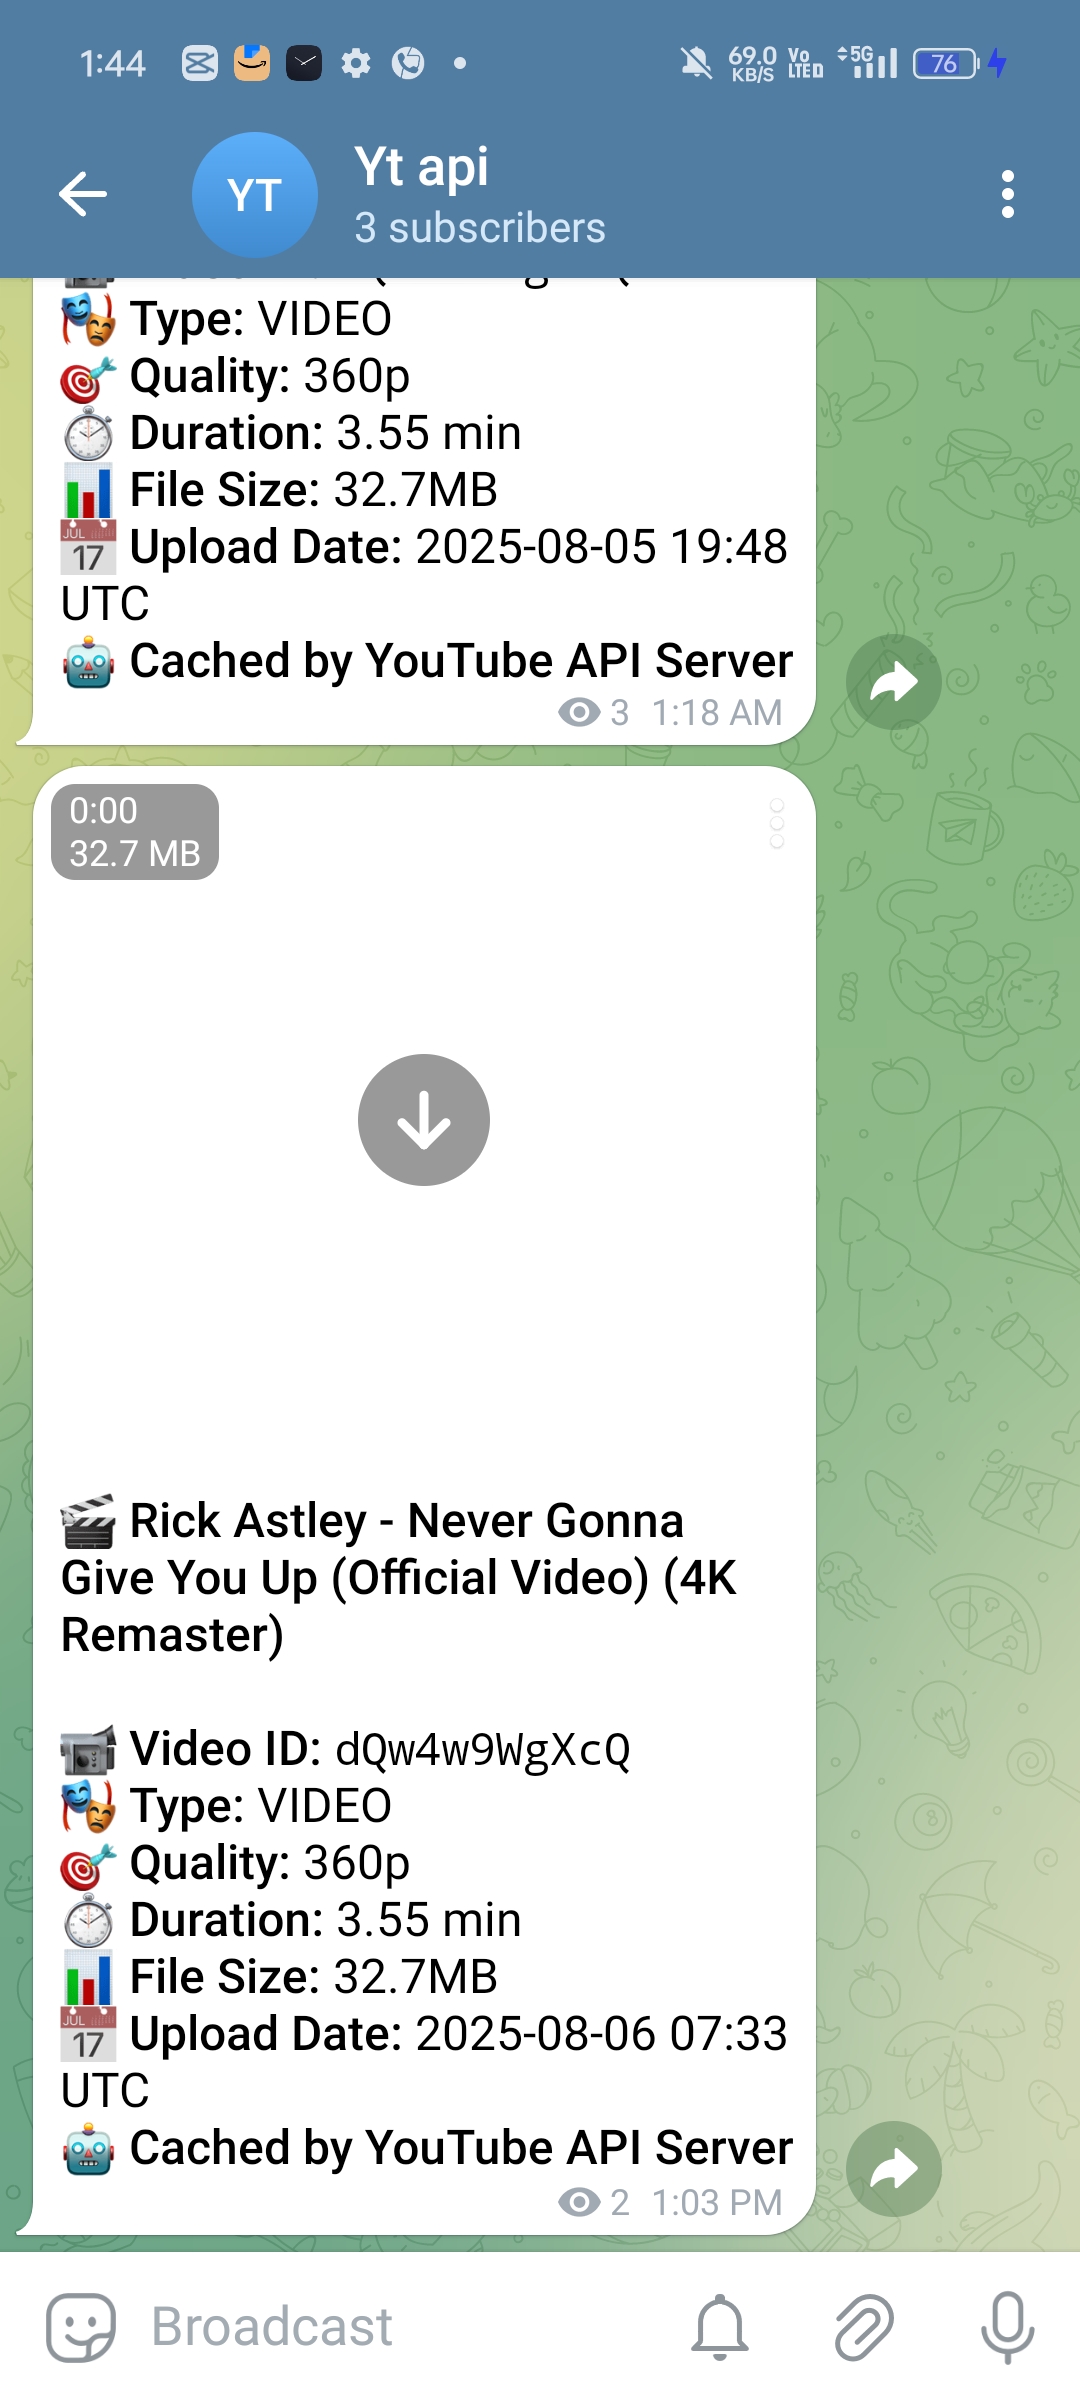 1:44 69.0 KB/S Vo LTE D 5G 76
YT Yt api
3 subscribers
Type: VIDEO
Quality: 360p
Duration: 3.55 min
File Size: 32.7MB
JUL 17 Upload Date: 2025-08-05 19:48
UTC
Cached by YouTube API Server
3 1:18 AM
0:00
32.7 MB
Rick Astley - Never Gonna
Give You Up (Official Video) (4K
Remaster)
Video ID: dQw4w9WgXcQ
Type: VIDEO
Quality: 360p
Duration: 3.55 min
File Size: 32.7MB
JUL 17 Upload Date: 2025-08-06 07:33
UTC
Cached by YouTube API Server
2 1:03 PM
Broadcast